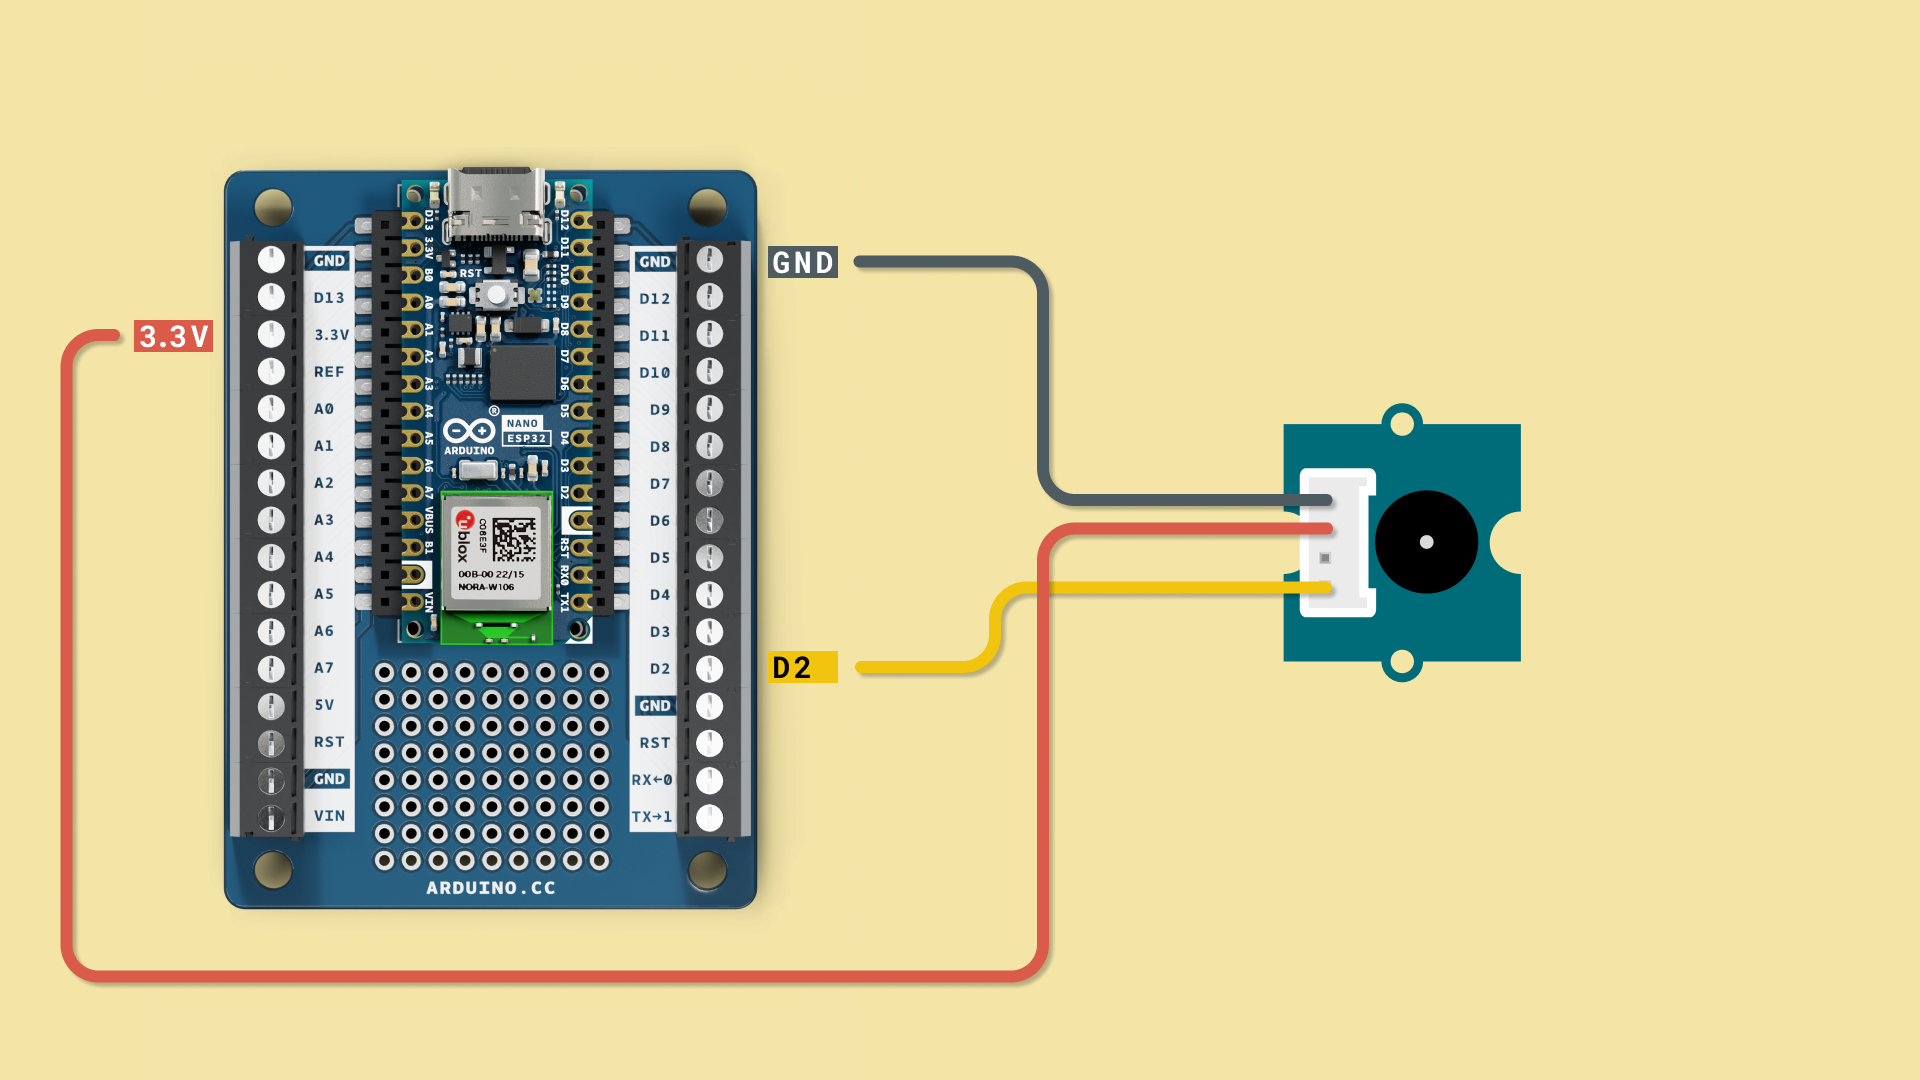 GND
D13
3.3V
REF
A0
A1
A2
A3
A4
A5
A6
A7
5V
RST
GND
VIN
3.3V
D13
3.3V
B0
A0
A1
A2
A3
A4
A5
A6
A7
VBUS
B1
VIN
RST
®
ARDUINO
NANO
ESP32
ublox
C06E3F
00B-00 22/15
NORA-W106
D12
D11
D10
D9
D8
D7
D6
D5
D4
D3
D2
RST
RX0
TX1
GND
D12
D11
D10
D9
D8
D7
D6
D5
D4
D3
D2
GND
RST
RX←0
TX→1
ARDUINO.CC
GND
D2